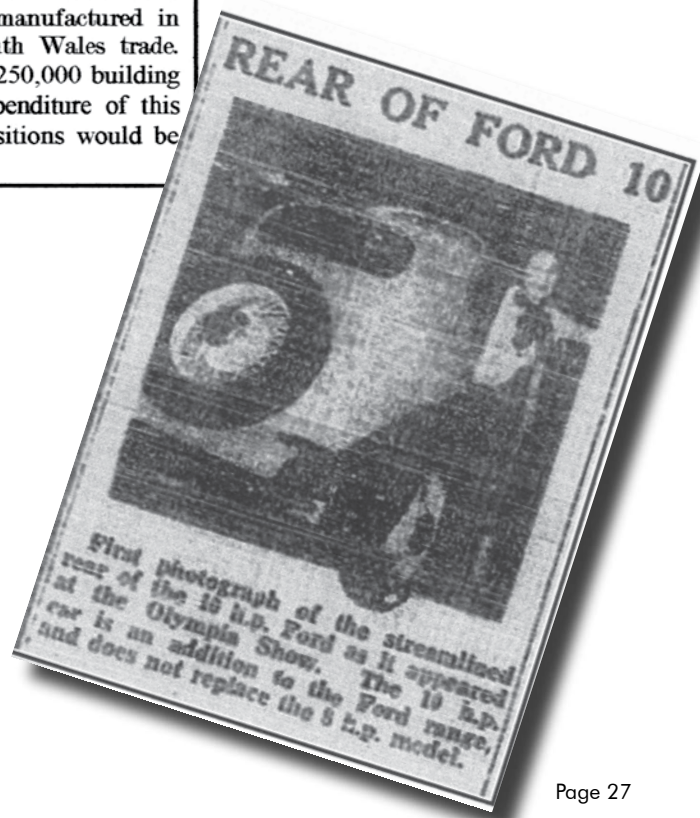 manufactured in
th Wales trade.
250,000 building
penditure of this
sitions would be
REAR OF FORD 10
First photograph of the streamlined
rear of the 10 h.p. Ford as it appeared
at the Olympia Show. The 10 h.p.
car is an addition to the Ford range,
and does not replace the 8 h.p. model.
Page 27